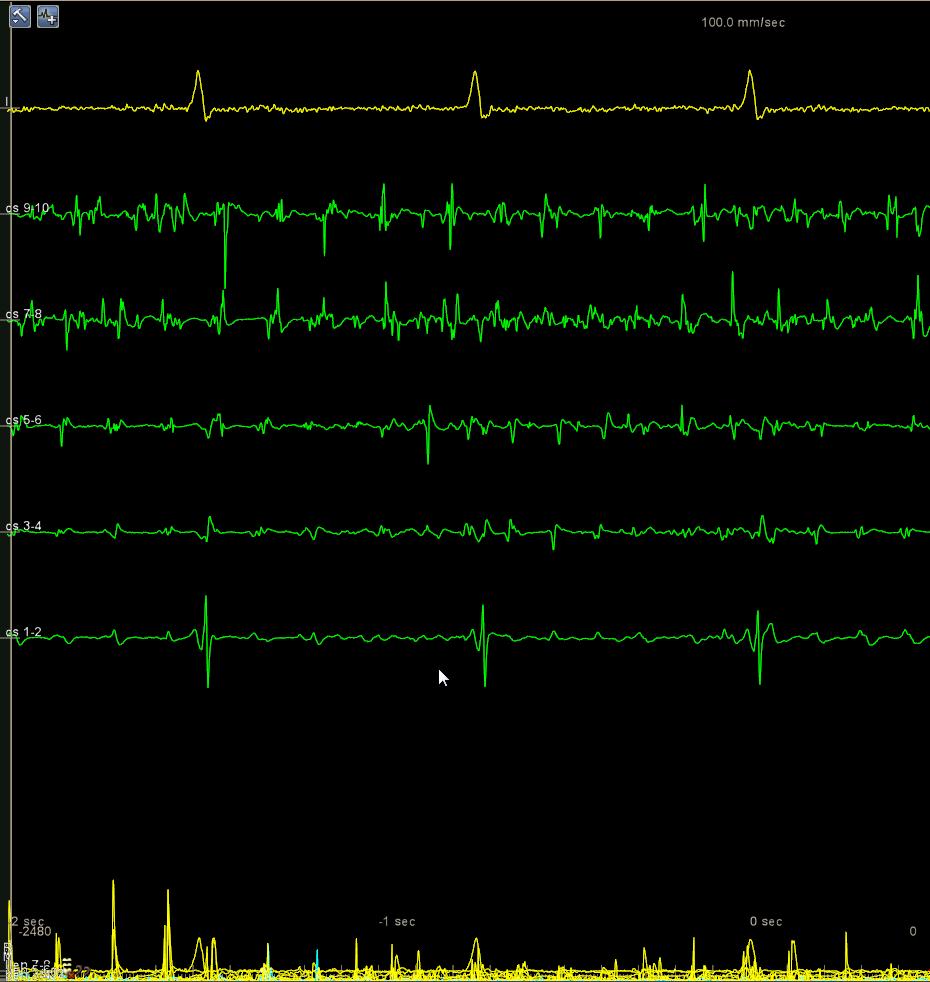 100.0 mm/sec
I
cs 9-10
cs 7-8
cs 5-6
cs 3-4
cs 1-2
2 sec
-1 sec
0 sec
-2480
0